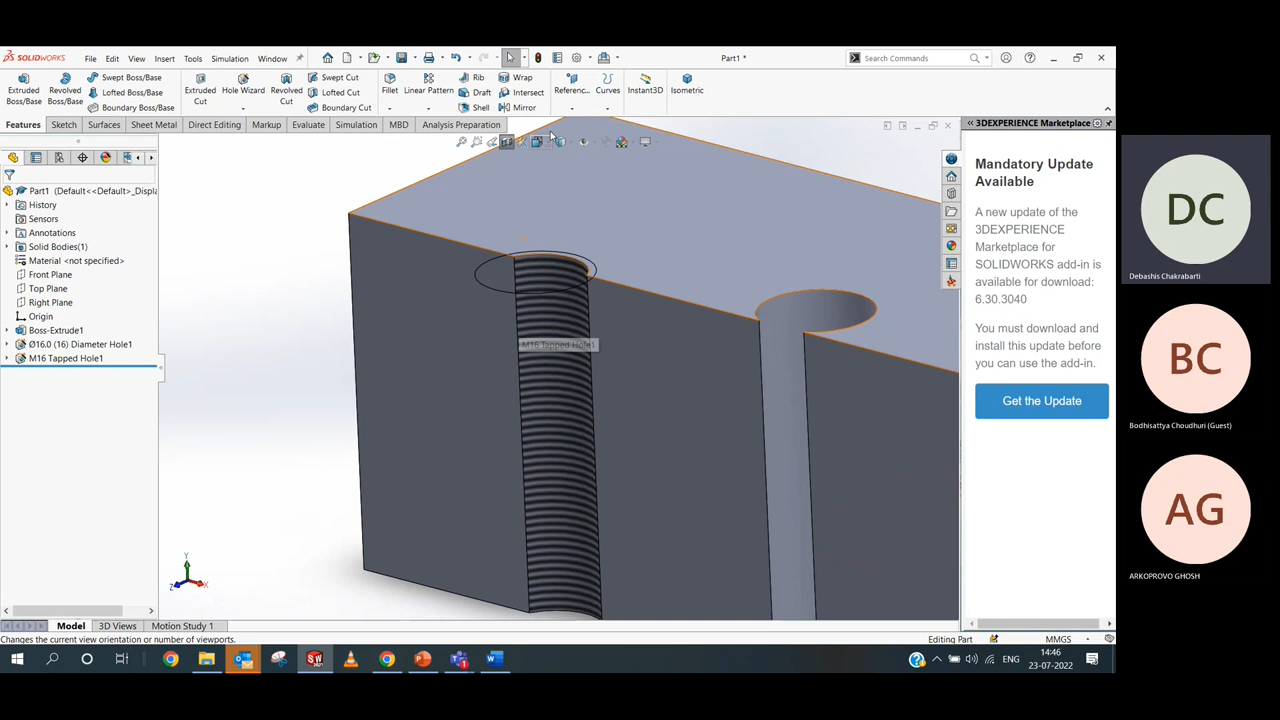 SOLIDWORKS
File Edit View Insert Tools Simulation Window
Part1 *
Search Commands
Extruded Boss/Base
Revolved Boss/Base
Swept Boss/Base
Lofted Boss/Base
Boundary Boss/Base
Extruded Cut
Hole Wizard
Revolved Cut
Swept Cut
Lofted Cut
Boundary Cut
Fillet
Linear Pattern
Rib
Draft
Shell
Wrap
Intersect
Mirror
Referenc...
Curves
Instant3D
Isometric
Features Sketch Surfaces Sheet Metal Direct Editing Markup Evaluate Simulation MBD Analysis Preparation
Part1 (Default<<Default>_Displa
History
Sensors
Annotations
Solid Bodies(1)
Material <not specified>
Front Plane
Top Plane
Right Plane
Origin
Boss-Extrude1
Ø16.0 (16) Diameter Hole1
M16 Tapped Hole1
M16 Tapped Hole1
Y
X
Z
3DEXPERIENCE Marketplace
Mandatory Update
Available
A new update of the
3DEXPERIENCE
Marketplace for
SOLIDWORKS add-in is
available for download:
6.30.3040
You must download and
install this update before
you can use the add-in.
Get the Update
DC
Debashis Chakrabarti
BC
Bodhisattya Choudhuri (Guest)
AG
ARKOPROVO GHOSH
Model 3D Views Motion Study 1
Changes the current view orientation or number of viewports.
Editing Part
MMGS
ENG
14:46
23-07-2022